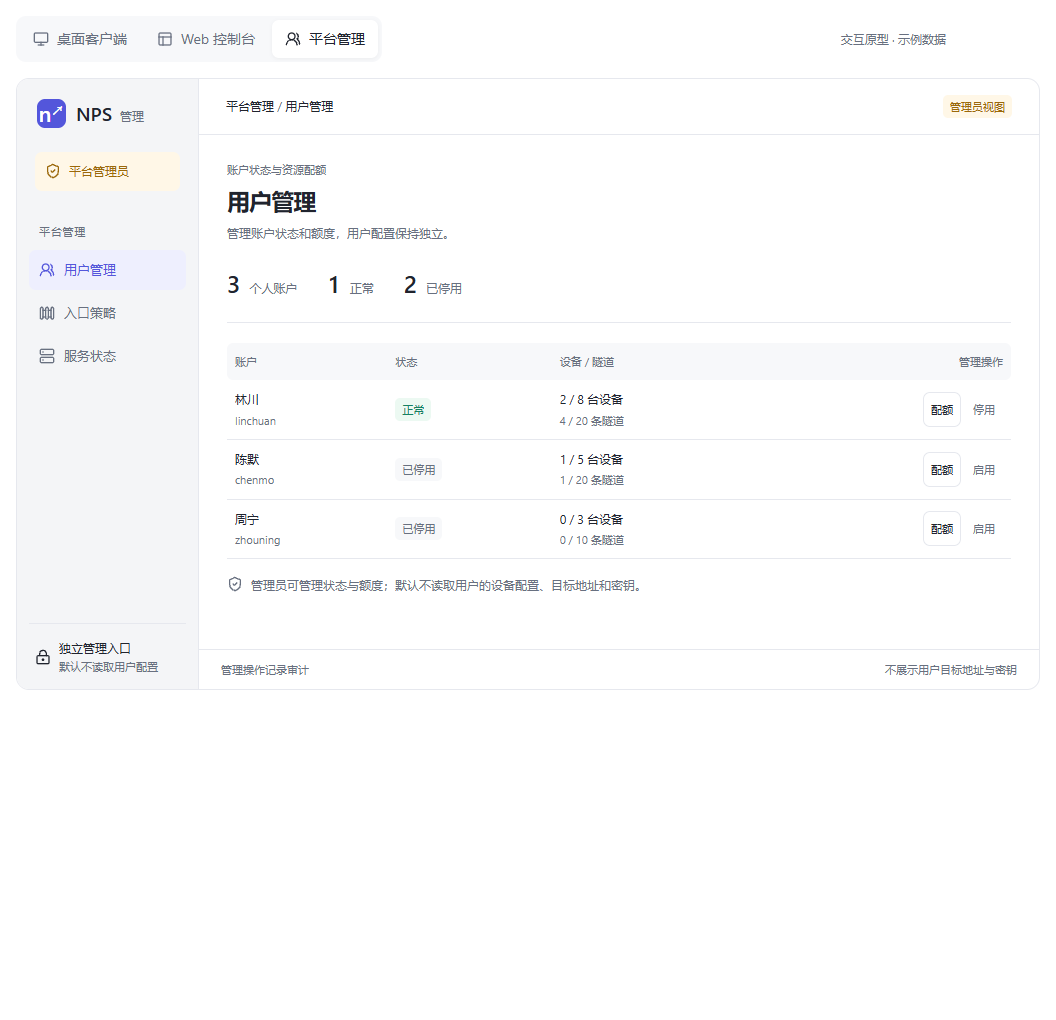 桌面客户端 Web 控制台 平台管理 交互原型 · 示例数据
n NPS 管理
平台管理员
平台管理
用户管理
入口策略
服务状态
独立管理入口
默认不读取用户配置
平台管理 / 用户管理 管理员视图
账户状态与资源配额
用户管理
管理账户状态和额度，用户配置保持独立。
3 个人账户 1 正常 2 已停用
账户 状态 设备 / 隧道 管理操作
林川 2 / 8 台设备
linchuan 正常 4 / 20 条隧道 配额 停用
陈默 1 / 5 台设备
chenmo 已停用 1 / 20 条隧道 配额 启用
周宁 0 / 3 台设备
zhouning 已停用 0 / 10 条隧道 配额 启用
管理员可管理状态与额度；默认不读取用户的设备配置、目标地址和密钥。
管理操作记录审计 不展示用户目标地址与密钥